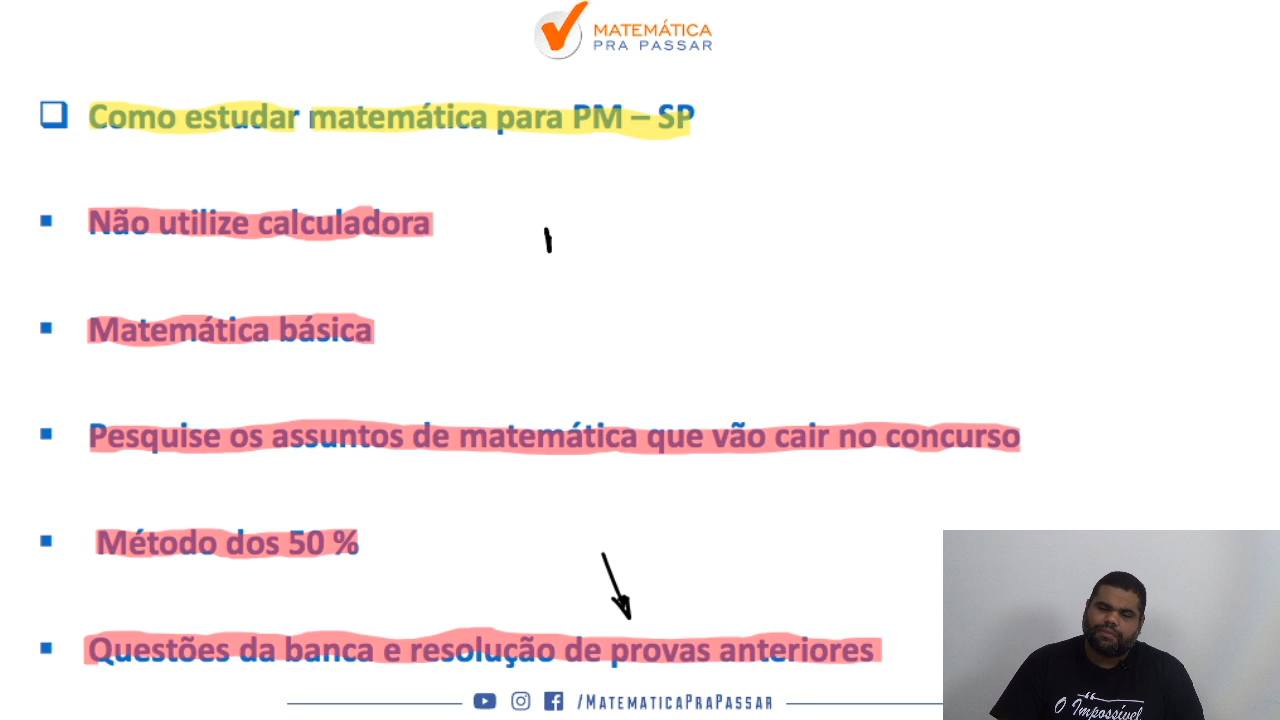 MATEMÁTICA
PRA PASSAR
Como estudar matemática para PM – SP
Não utilize calculadora
Matemática básica
Pesquise os assuntos de matemática que vão cair no concurso
Método dos 50 %
Questões da banca e resolução de provas anteriores
/MATEMATICAPRAPASSAR
O Impossível